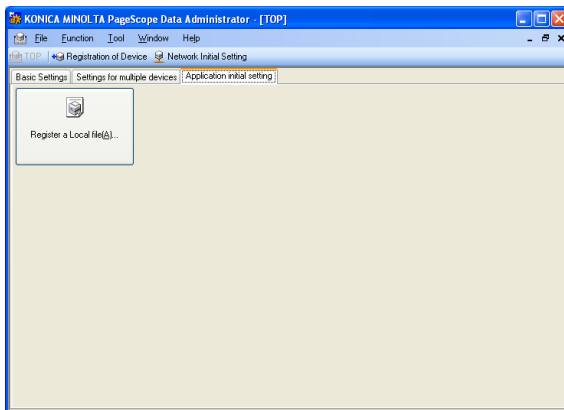 KONICA MINOLTA PageScope Data Administrator - [TOP]
File Function Tool Window Help
TOP Registration of Device Network Initial Setting
Basic Settings Settings for multiple devices Application initial setting
Register a Local file(A)...